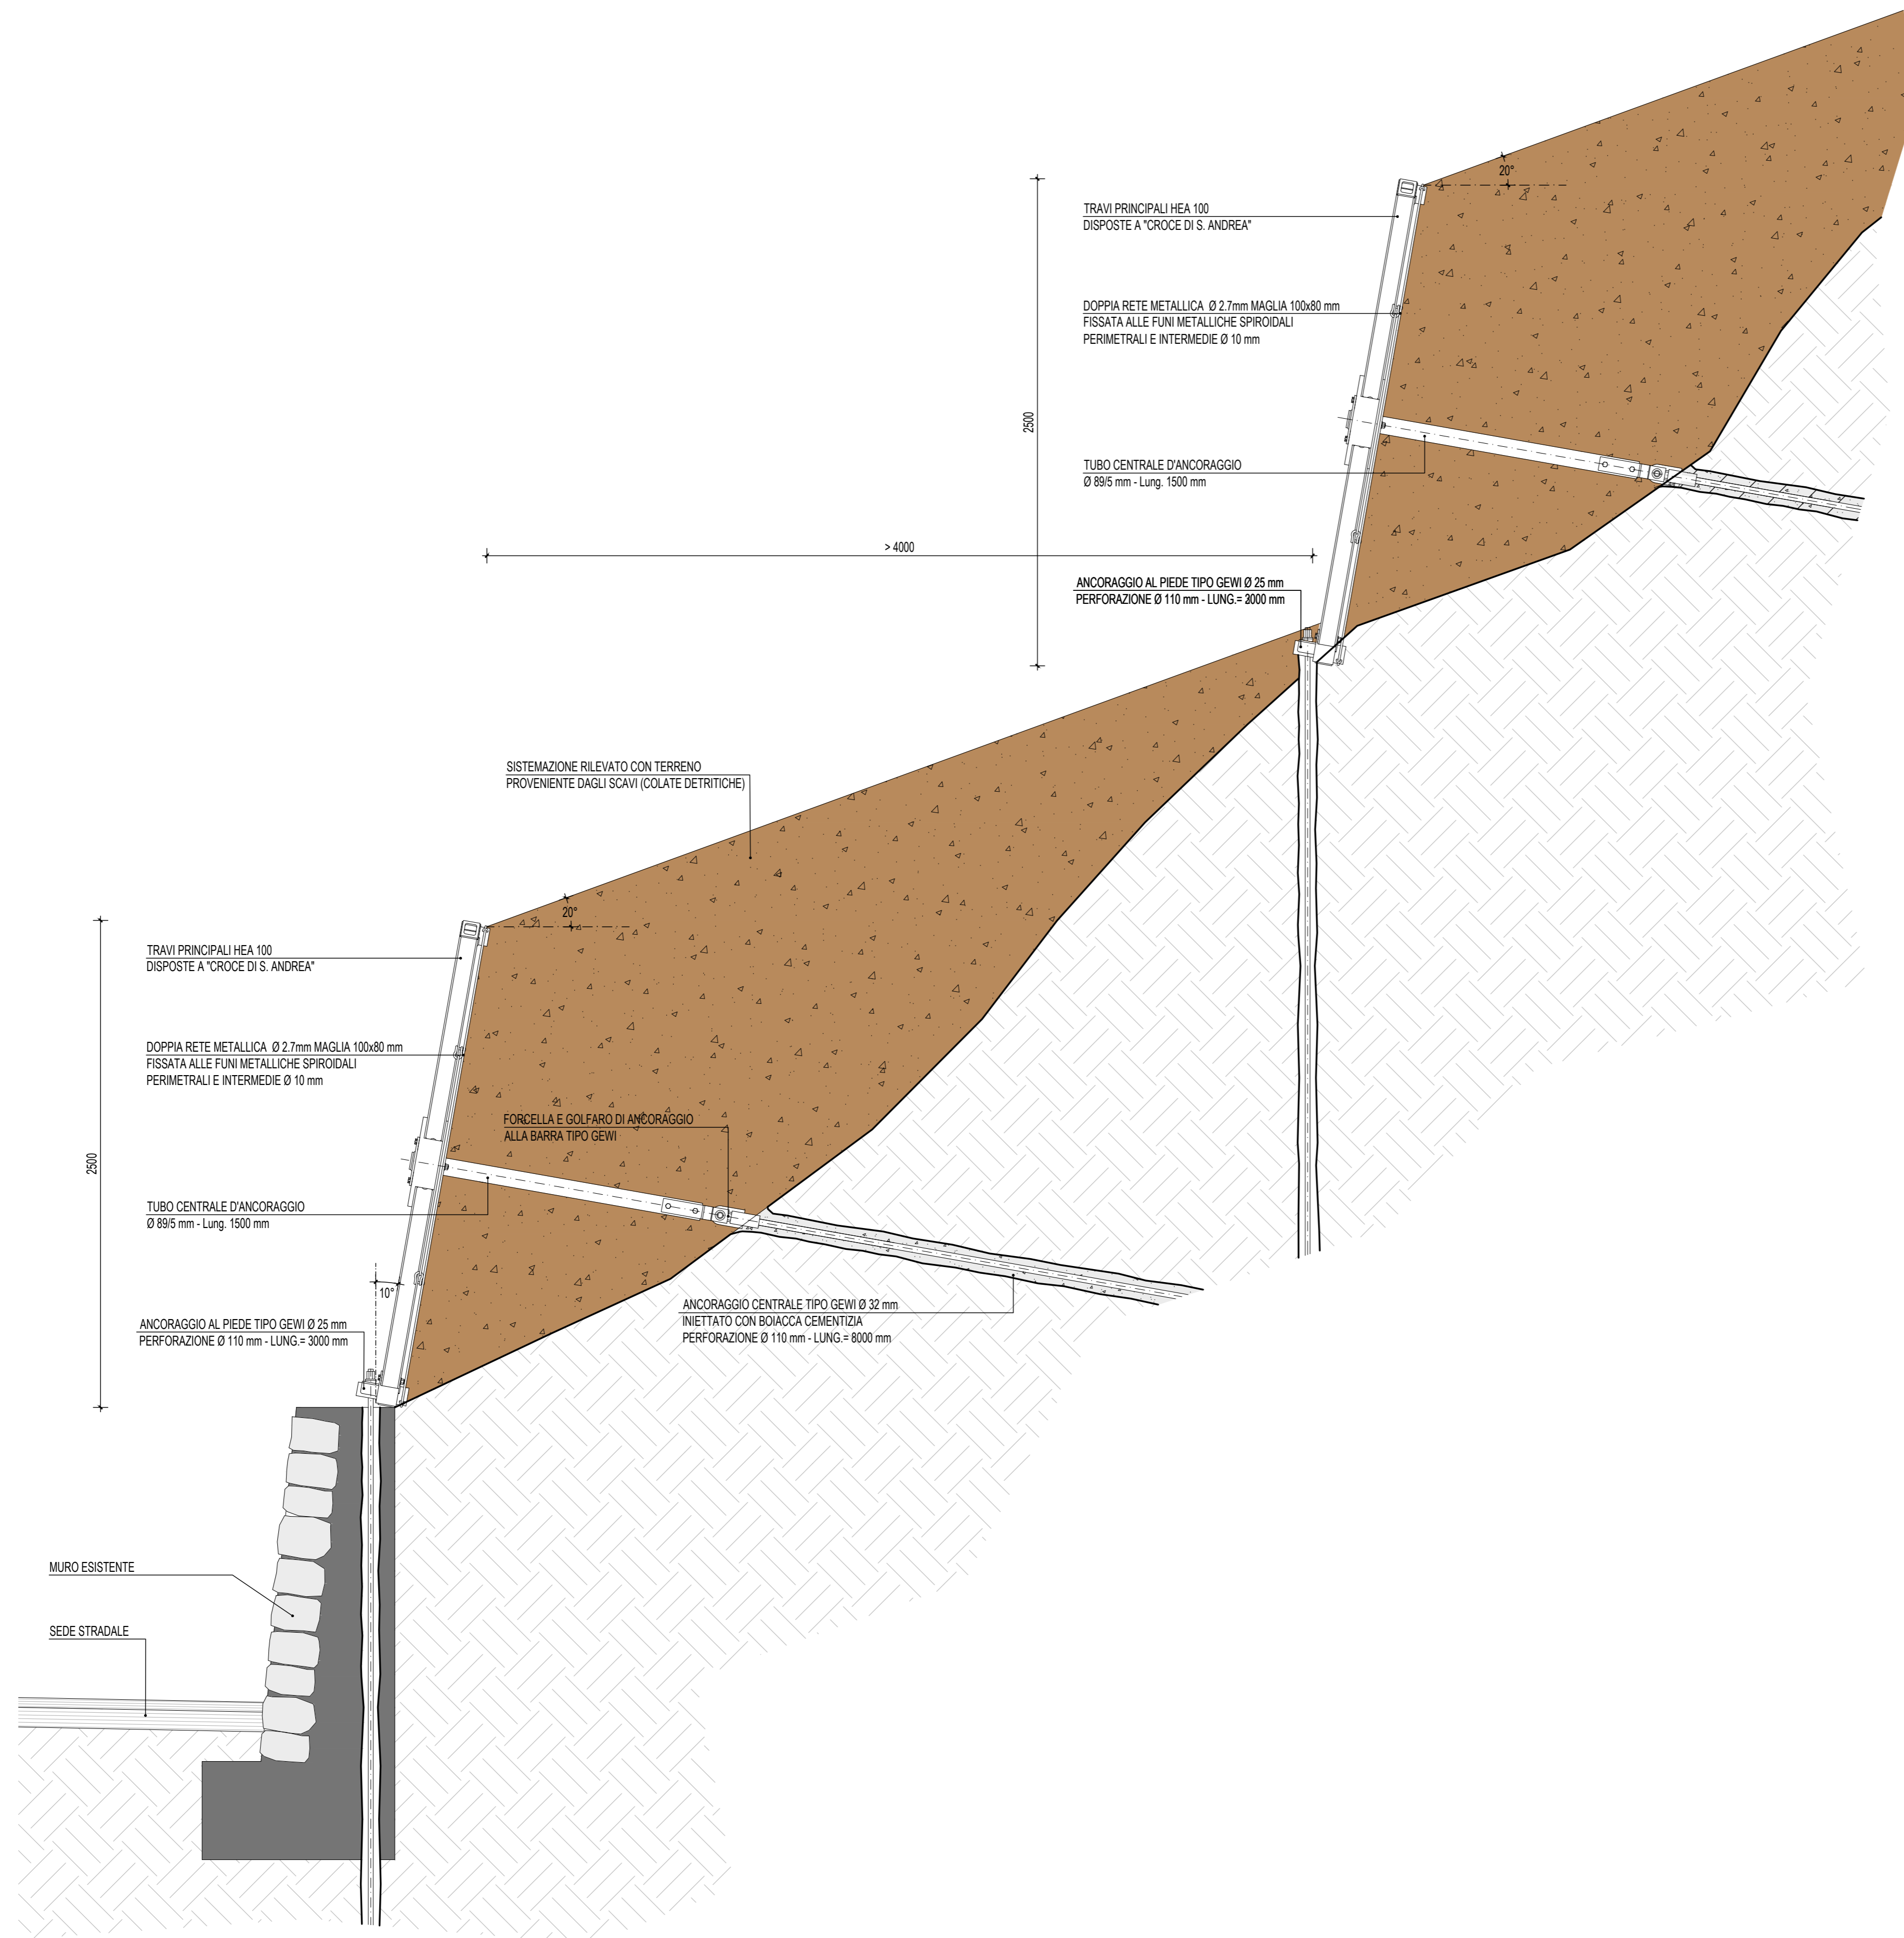 20°
TRAVI PRINCIPALI HEA 100
DISPOSTE A "CROCE DI S. ANDREA"
DOPPIA RETE METALLICA Ø 2.7mm MAGLIA 100x80 mm
FISSATA ALLE FUNI METALLICHE SPIROIDALI
PERIMETRALI E INTERMEDIE Ø 10 mm
2500
TUBO CENTRALE D'ANCORAGGIO
Ø 89/5 mm - Lung. 1500 mm
> 4000
ANCORAGGIO AL PIEDE TIPO GEWI Ø 25 mm
PERFORAZIONE Ø 110 mm - LUNG.= mm
SISTEMAZIONE RILEVATO CON TERRENO
PROVENIENTE DAGLI SCAVI (COLATE DETRITICHE)
20°
TRAVI PRINCIPALI HEA 100
DISPOSTE A "CROCE DI S. ANDREA"
DOPPIA RETE METALLICA Ø 2.7mm MAGLIA 100x80 mm
FISSATA ALLE FUNI METALLICHE SPIROIDALI
PERIMETRALI E INTERMEDIE Ø 10 mm
FORCELLA E GOLFARO DI ANCORAGGIO
ALLA BARRA TIPO GEWI
2500
TUBO CENTRALE D'ANCORAGGIO
Ø 89/5 mm - Lung. 1500 mm
10°
ANCORAGGIO CENTRALE TIPO GEWI Ø 32 mm
INIETTATO CON BOIACCA CEMENTIZIA
PERFORAZIONE Ø 110 mm - LUNG.= 8000 mm
ANCORAGGIO AL PIEDE TIPO GEWI Ø 25 mm
PERFORAZIONE Ø 110 mm - LUNG.= 3000 mm
MURO ESISTENTE
SEDE STRADALE